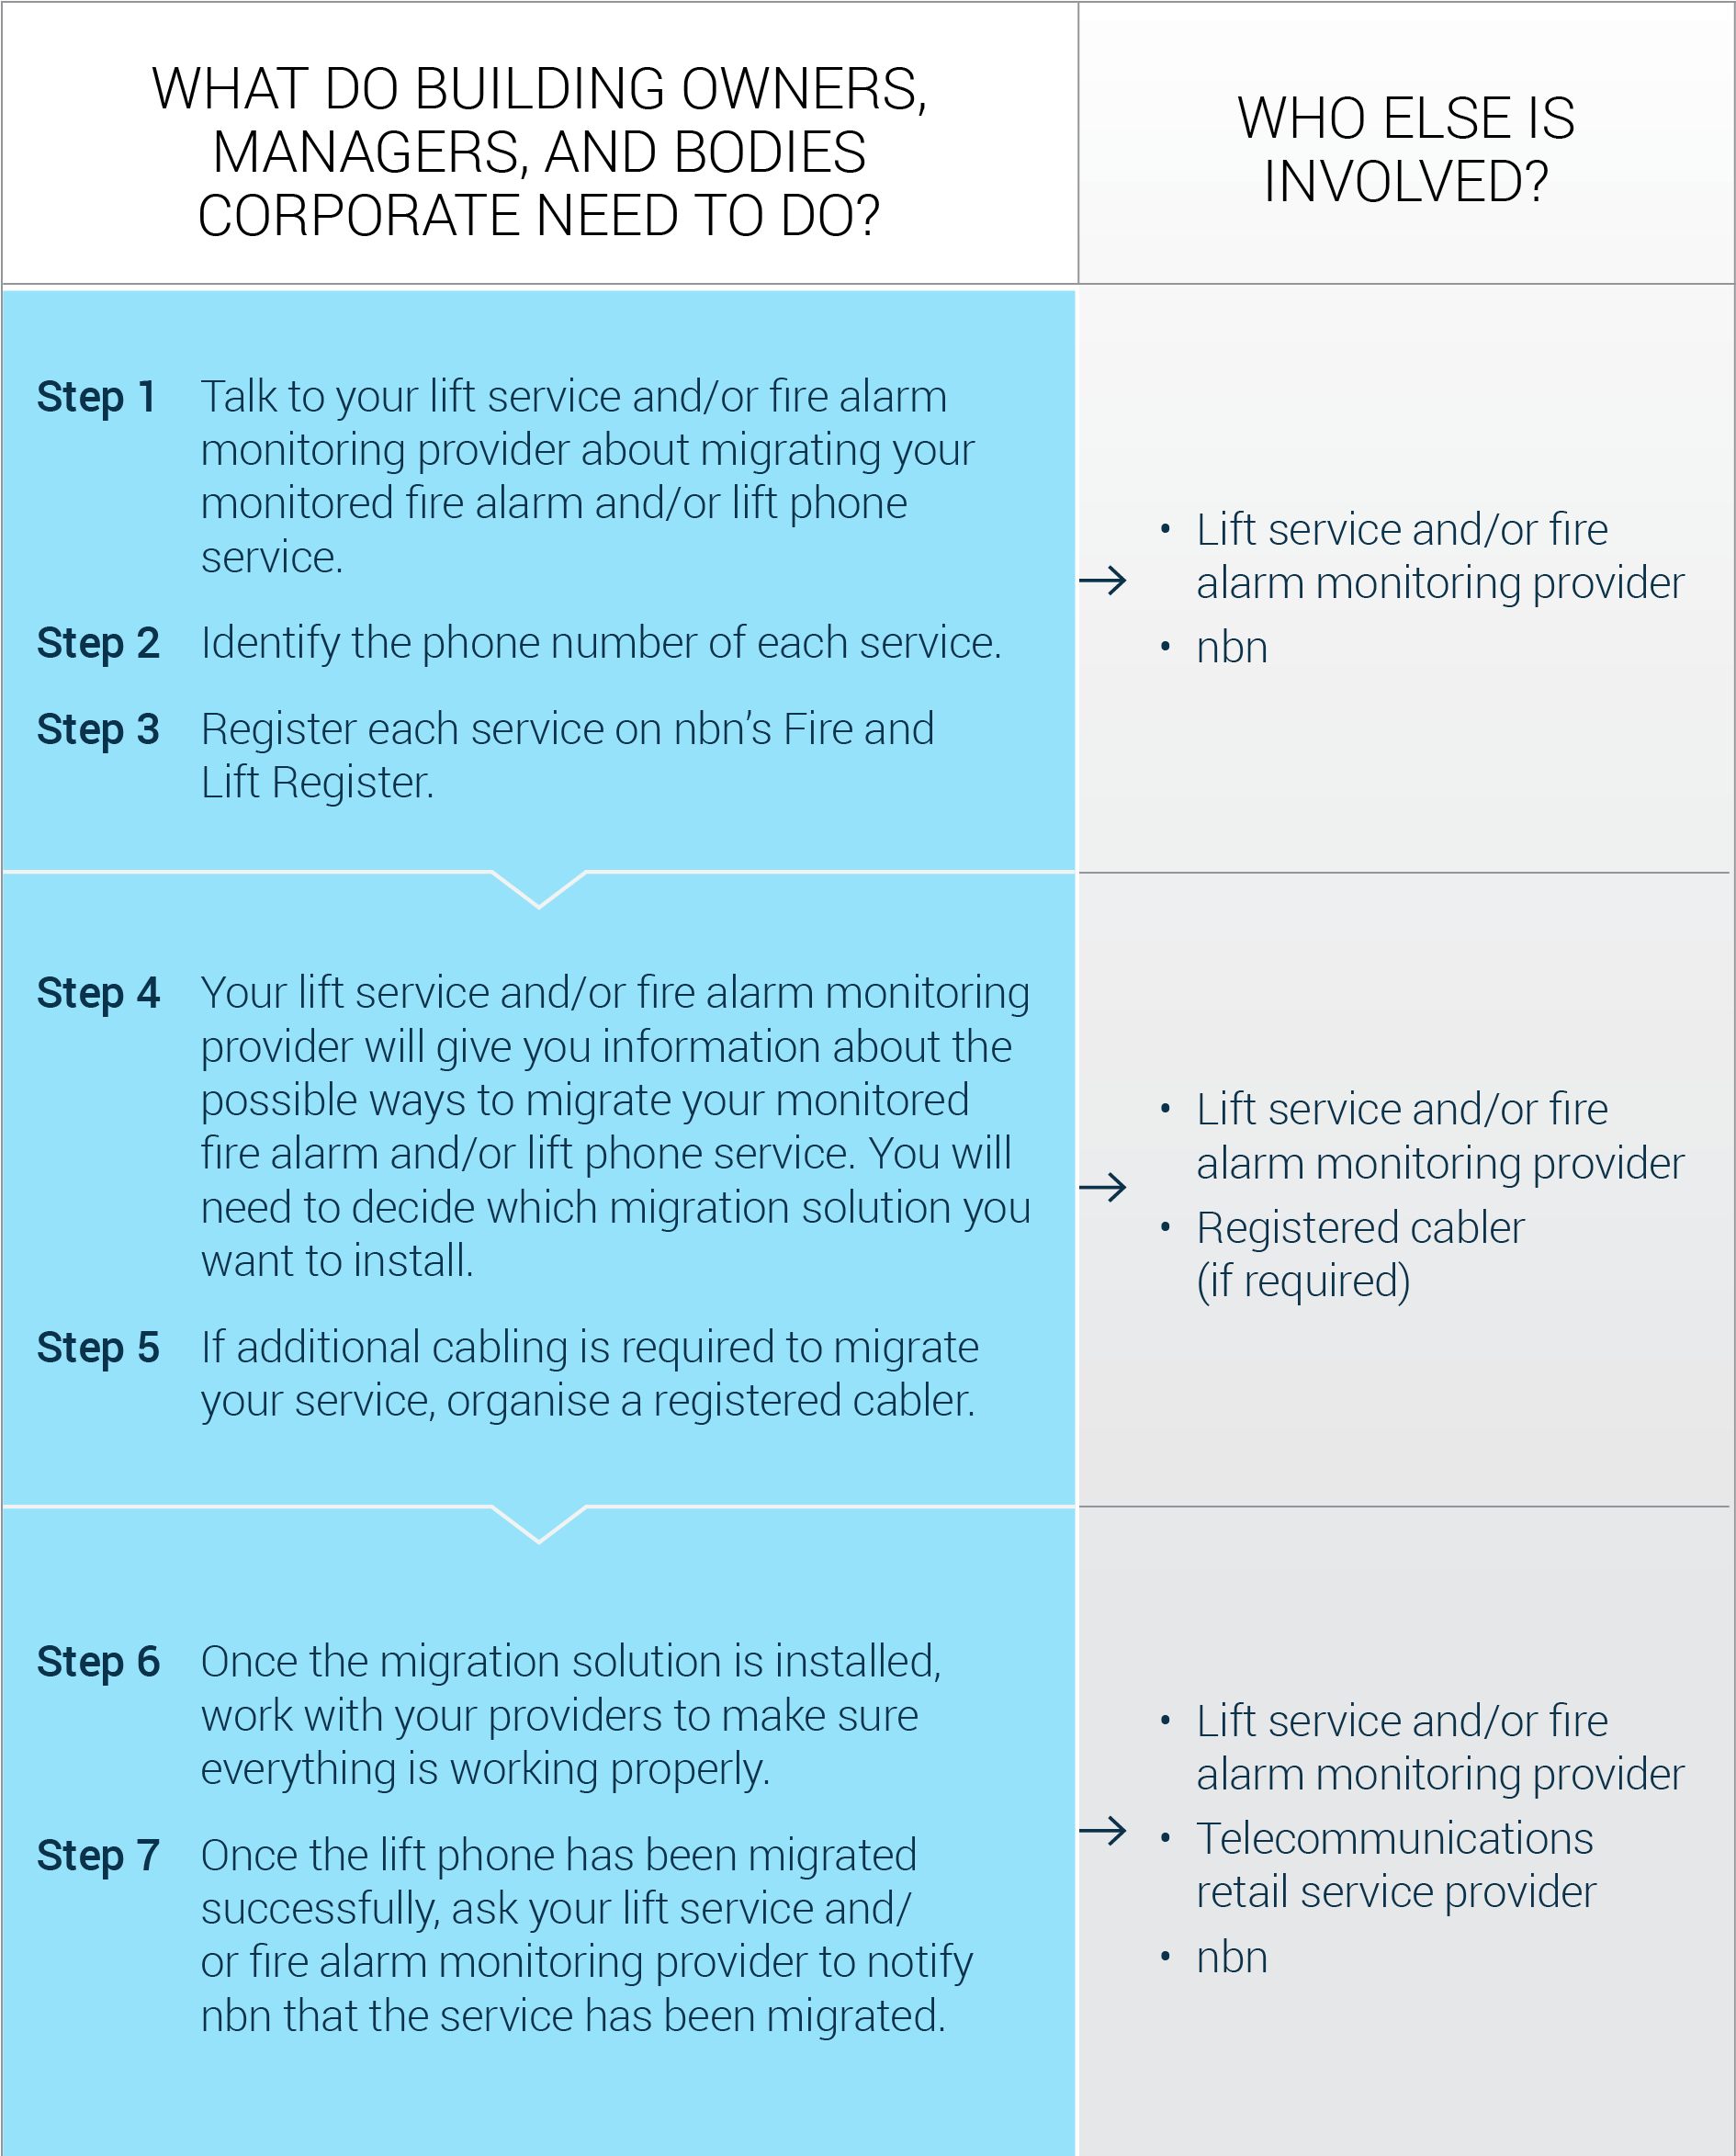 WHAT DO BUILDING OWNERS,
MANAGERS, AND BODIES
CORPORATE NEED TO DO?
WHO ELSE IS
INVOLVED?
Step 1 Talk to your lift service and/or fire alarm
monitoring provider about migrating your
monitored fire alarm and/or lift phone
service.
Step 2 Identify the phone number of each service.
Step 3 Register each service on nbn’s Fire and
Lift Register.
• Lift service and/or fire
alarm monitoring provider
• nbn
Step 4 Your lift service and/or fire alarm monitoring
provider will give you information about the
possible ways to migrate your monitored
fire alarm and/or lift phone service. You will
need to decide which migration solution you
want to install.
Step 5 If additional cabling is required to migrate
your service, organise a registered cabler.
• Lift service and/or fire
alarm monitoring provider
• Registered cabler
(if required)
Step 6 Once the migration solution is installed,
work with your providers to make sure
everything is working properly.
Step 7 Once the lift phone has been migrated
successfully, ask your lift service and/
or fire alarm monitoring provider to notify
nbn that the service has been migrated.
• Lift service and/or fire
alarm monitoring provider
• Telecommunications
retail service provider
• nbn